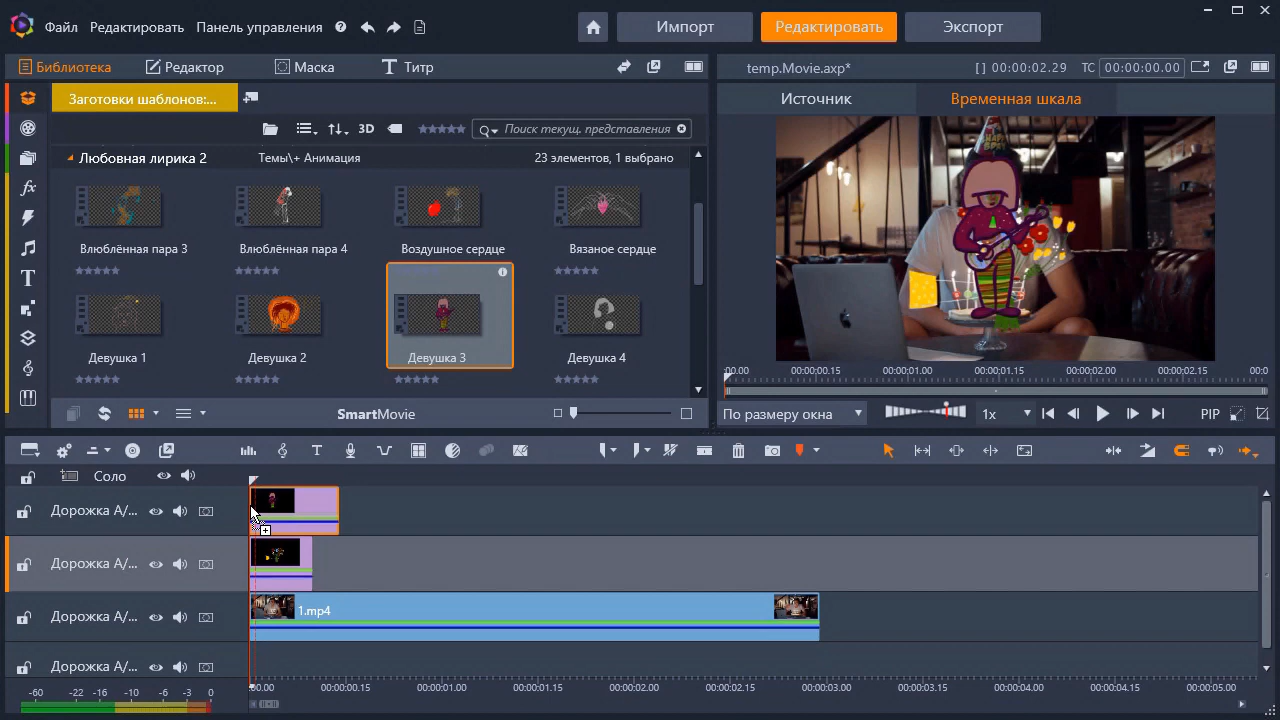 Файл Редактировать Панель управления Импорт Редактировать Экспорт
Библиотека Редактор Маска Титр
temp.Movie.axp* [] 00:00:02.29 TC 00:00:00.00
Заготовки шаблонов:...
Источник Временная шкала
3D Поиск текущ. представления
Любовная лирика 2 Темы\+ Анимация 23 элементов, 1 выбрано
Влюблённая пара 3 Влюблённая пара 4 Воздушное сердце Вязаное сердце
Девушка 1 Девушка 2 Девушка 3 Девушка 4
:00.00 00:00:00.15 00:00:01.00 00:00:01.15 00:00:02.00 00:00:02.15 00:0
SmartMovie
По размеру окна 1x PIP
Соло
Дорожка A/...
Дорожка A/...
Дорожка A/... 1.mp4
Дорожка A/...
-60 -22 -16 -10 -6 -3 0
:00.00 00:00:00.15 00:00:01.00 00:00:01.15 00:00:02.00 00:00:02.15 00:00:03.00 00:00:03.15 00:00:04.00 00:00:04.15 00:00:05.00